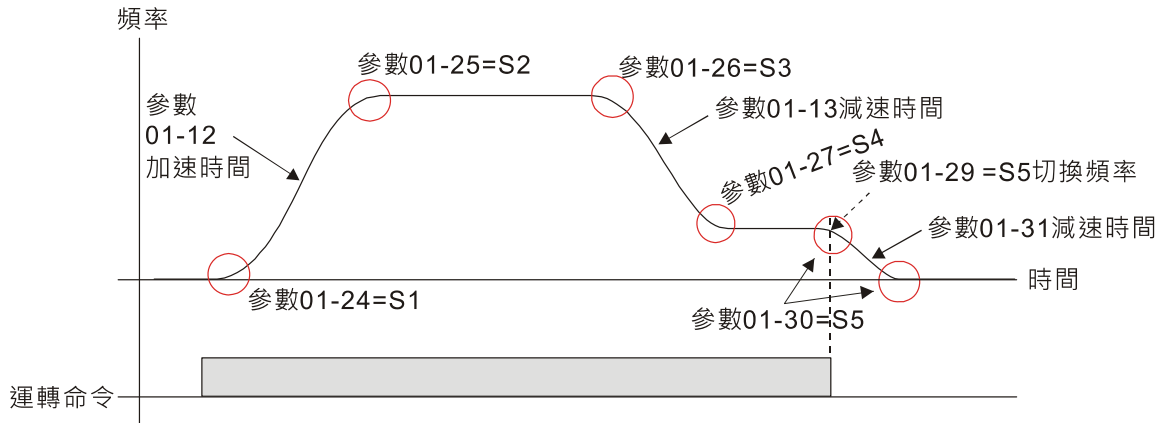 頻率
參數01-25=S2
參數01-26=S3
參數
01-12
加速時間
參數01-13減速時間
參數01-27=S4
參數01-29 =S5切換頻率
參數01-31減速時間
時間
參數01-24=S1
參數01-30=S5
運轉命令